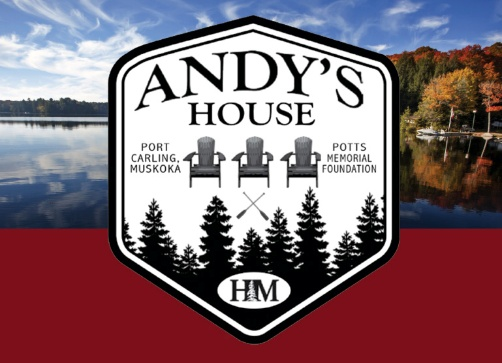 ANDY'S
HOUSE
PORT
CARLING,
MUSKOKA
POTTS
MEMORIAL
FOUNDATION
HM